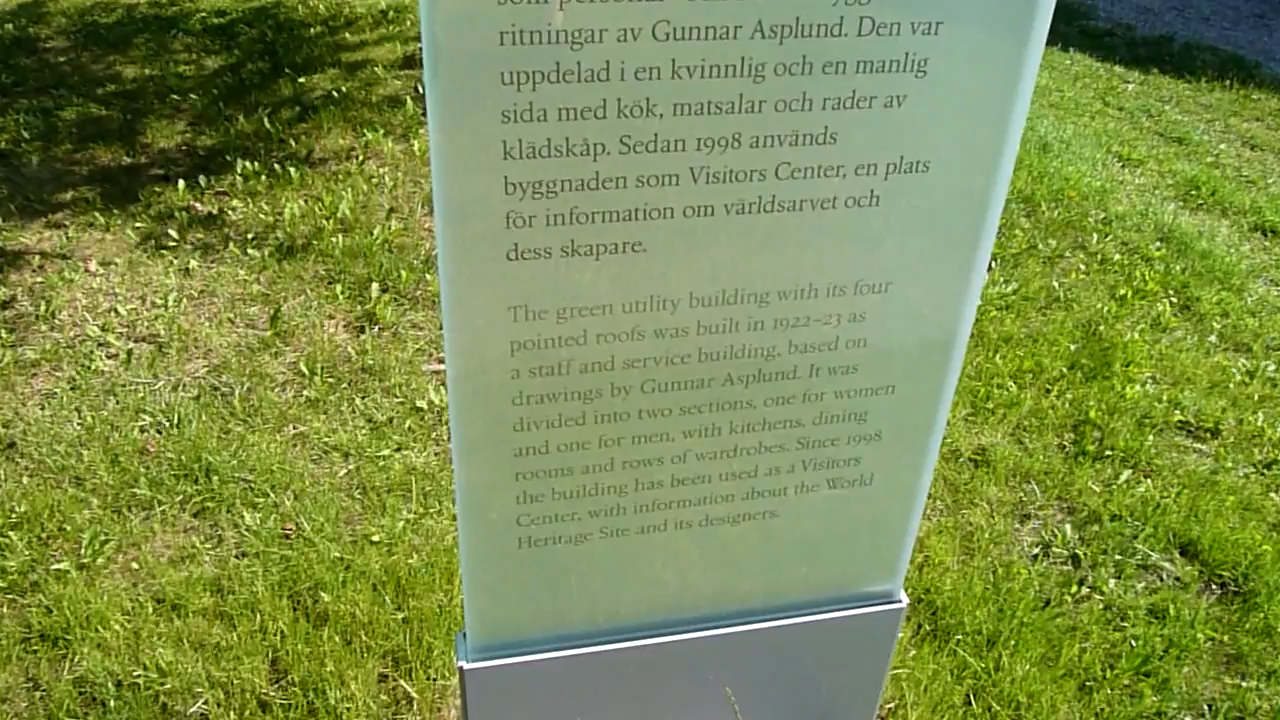 ritningar av Gunnar Asplund. Den var
uppdelad i en kvinnlig och en manlig
sida med kök, matsalar och rader av
klädskåp. Sedan 1998 används
byggnaden som Visitors Center, en plats
för information om världsarvet och
dess skapare.
The green utility building with its four
pointed roofs was built in 1922–23 as
a staff and service building, based on
drawings by Gunnar Asplund. It was
divided into two sections, one for women
and one for men, with kitchens, dining
rooms and rows of wardrobes. Since 1998
the building has been used as a Visitors
Center, with information about the World
Heritage Site and its designers.